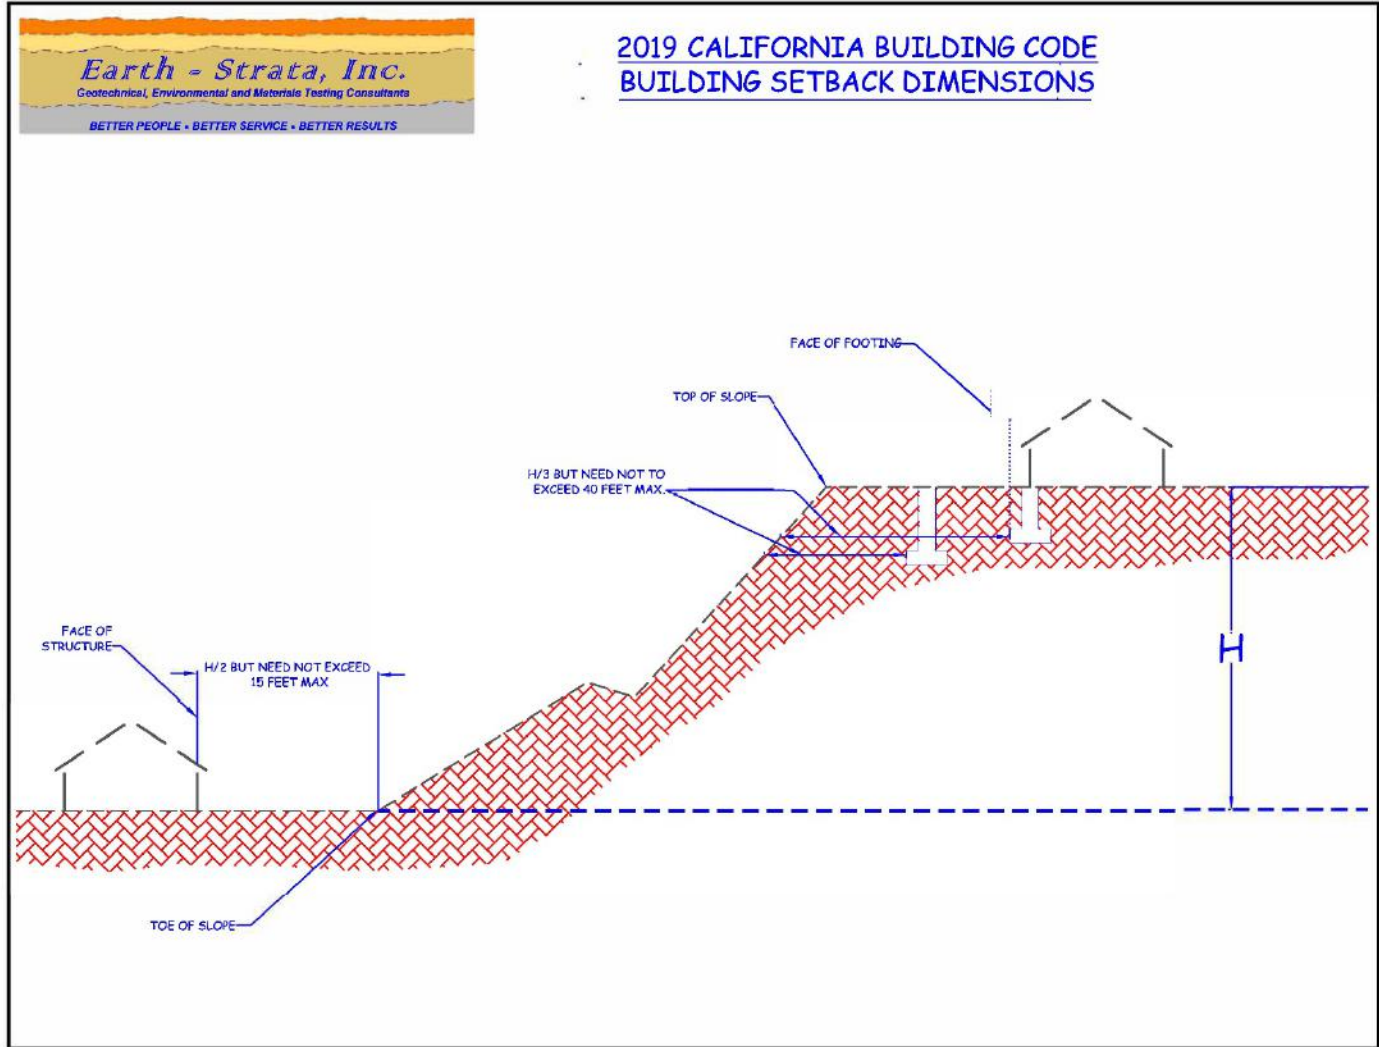 Earth - Strata, Inc.
Geotechnical, Environmental and Materials Testing Consultants
BETTER PEOPLE • BETTER SERVICE • BETTER RESULTS
2019 CALIFORNIA BUILDING CODE
BUILDING SETBACK DIMENSIONS
FACE OF FOOTING
TOP OF SLOPE
H/3 BUT NEED NOT TO
EXCEED 40 FEET MAX.
FACE OF
STRUCTURE
H/2 BUT NEED NOT EXCEED
15 FEET MAX
H
TOE OF SLOPE